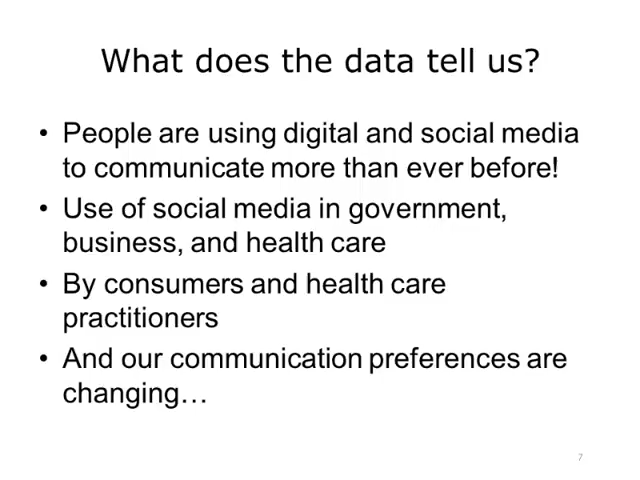 What does the data tell us?
• People are using digital and social media
to communicate more than ever before!
• Use of social media in government,
business, and health care
• By consumers and health care
practitioners
• And our communication preferences are
changing…
7